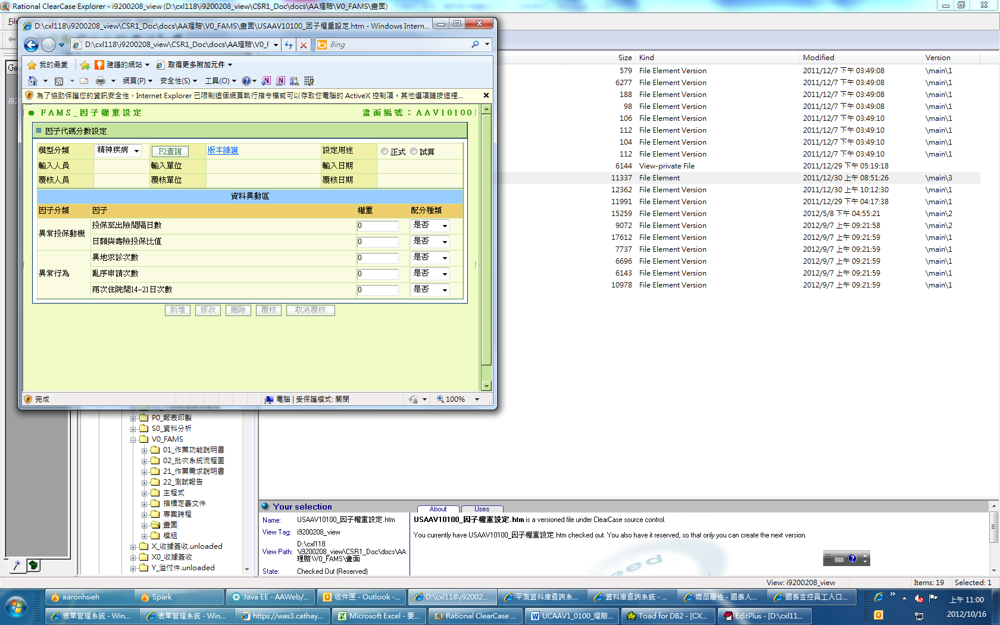 Rational ClearCase Explorer - i9200208_view (D:\cxl118\i9200208_view\CSR1_Doc\docs\AA理賠\V0_FAMS\畫面)
D:\cxl118\i9200208_view\CSR1_Doc\docs\AA理賠\V0_FAMS\畫面\USAAV10100_因子權重設定.htm - Windows Intern...
D:\cxl118\i9200208_view\CSR1_Doc\docs\AA理賠\V0_F
Bing
我的最愛
建議的網站
取得更多附加元件
網頁(P)
安全性(S)
工具(O)
為了協助保護您的資訊安全性，Internet Explorer 已限制這個網頁執行指令檔或可以存取您電腦的 ActiveX 控制項。其他選項請按這裡...
FAMS_因子權重設定
畫面編號：AAV10100
因子代碼分數設定
模型分類 精神疾病 F2查詢 版本維護 設定用途 正式 試算
輸入人員 輸入單位 輸入日期
覆核人員 覆核單位 覆核日期
資料異動區
因子分類 因子 權重 配分種類
異常投保動機
投保至出險間隔日數 0 是否
日額與壽險投保比值 0 是否
異常行為
異地求診次數 0 是否
亂序申請次數 0 是否
兩次住院間14~21日次數 0 是否
新增 修改 刪除 覆核 取消覆核
完成
電腦 | 受保護模式: 關閉
100%
Size Kind Modified Version
579 File Element Version 2011/12/7 下午 03:49:08 \main\1
6277 File Element Version 2011/12/7 下午 03:49:08 \main\1
188 File Element Version 2011/12/7 下午 03:49:08 \main\1
98 File Element Version 2011/12/7 下午 03:49:08 \main\1
106 File Element Version 2011/12/7 下午 03:49:10 \main\1
112 File Element Version 2011/12/7 下午 03:49:10 \main\1
104 File Element Version 2011/12/7 下午 03:49:10 \main\1
112 File Element Version 2011/12/7 下午 03:49:10 \main\1
6144 View-private File 2011/12/29 下午 05:19:18
11337 File Element 2011/12/30 上午 08:51:26 \main\3
12362 File Element Version 2011/12/30 上午 10:12:30 \main\1
11991 File Element Version 2011/12/29 下午 04:17:38 \main\1
15259 File Element Version 2012/5/8 下午 04:55:21 \main\2
9072 File Element Version 2012/9/7 上午 09:21:58 \main\2
17612 File Element Version 2012/9/7 上午 09:21:59 \main\1
7737 File Element Version 2012/9/7 上午 09:21:59 \main\1
6696 File Element Version 2012/9/7 上午 09:21:59 \main\1
6143 File Element Version 2012/9/7 上午 09:21:59 \main\1
10978 File Element Version 2012/9/7 上午 09:21:59 \main\1
P0_報表印製
S0_資料分析
V0_FAMS
01_作業功能說明書
02_批次系統流程圖
21_作業需求說明書
22_測試報告
主程式
指標定義文件
專案時程
畫面
模組
X_收據簽收.unloaded
X0_收據簽收
Y_溢付件.unloaded
Your selection
Name: USAAV10100_因子權重設定.htm
View Tag: i9200208_view
View Path: D:\cxl118
\i9200208_view\CSR1_Doc\docs\AA
理賠\V0_FAMS\畫面
State: Checked Out (Reserved)
About
Uses
USAAV10100_因子權重設定.htm is a versioned file under ClearCase source control.
You currently have USAAV10100_因子權重設定.htm checked out. You also have it reserved, so that only you can create the next version.
View: i9200208_view
Items: 19
Selected: 1
aaronhsieh
Spark
Java EE - AAWeb/...
收件匣 - Outlook -...
D:\cxl118\i92002...
平測資料庫查詢系...
資料庫查詢系統 - ...
商品屬性 - 國泰人...
國泰金控員工入口...
表單管理系統 - Win...
表單管理系統 - Win...
https://was3.cathay...
Microsoft Excel - 要...
Rational ClearCase ...
UCAAV1_0100_理賠...
Toad for DB2 - [CX...
EditPlus - [D:\cxl11...
上午 11:00
2012/10/16